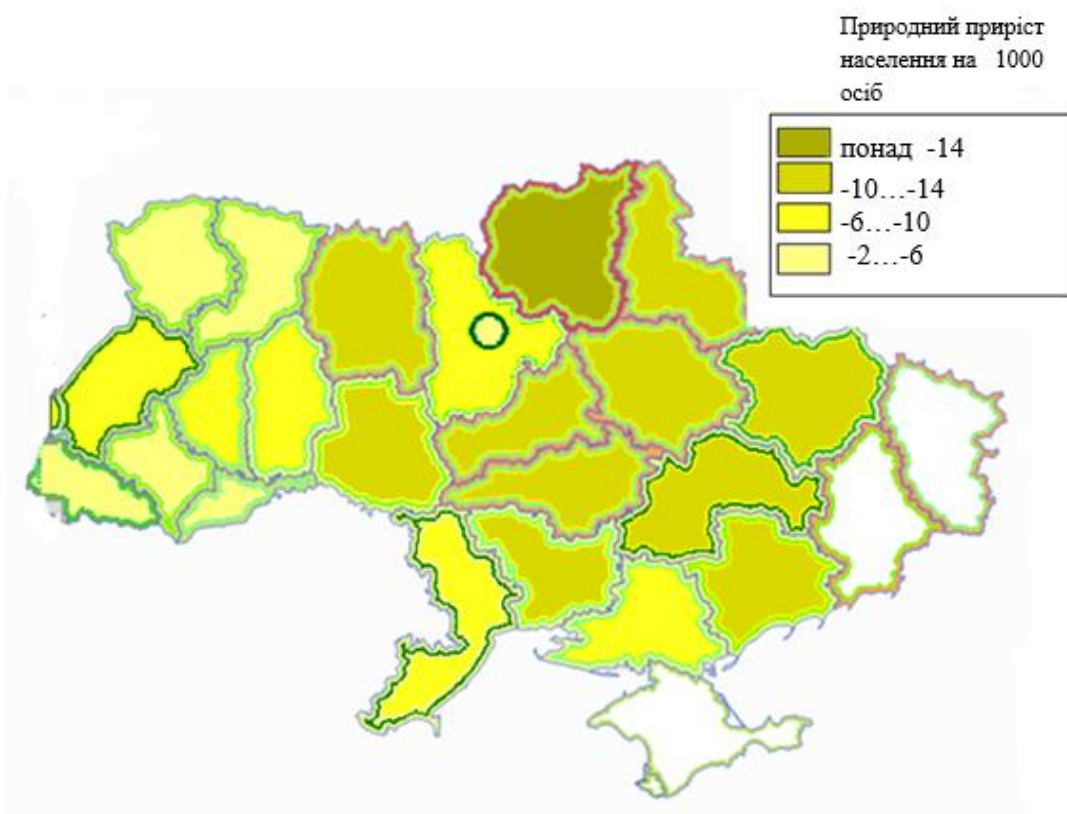 Природний приріст
населення на 1000
осіб
понад -14
-10...-14
-6...-10
-2...-6